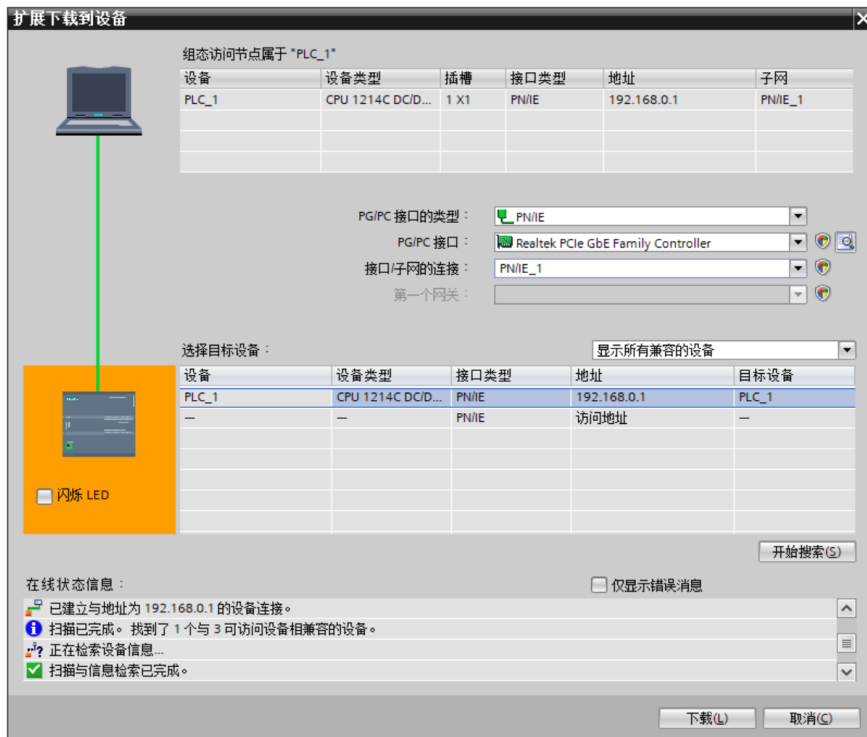 扩展下载到设备
组态访问节点属于 "PLC_1"
设备 设备类型 插槽 接口类型 地址 子网
PLC_1 CPU 1214C DC/D... 1 X1 PN/IE 192.168.0.1 PN/IE_1
PG/PC 接口的类型： PN/IE
PG/PC 接口： Realtek PCIe GbE Family Controller
接口/子网的连接： PN/IE_1
第一个网关：
选择目标设备： 显示所有兼容的设备
设备 设备类型 接口类型 地址 目标设备
PLC_1 CPU 1214C DC/D... PN/IE 192.168.0.1 PLC_1
— — PN/IE 访问地址 —
闪烁 LED
开始搜索(S)
在线状态信息： 仅显示错误消息
已建立与地址为 192.168.0.1 的设备连接。
扫描已完成。 找到了 1 个与 3 可访问设备相兼容的设备。
正在检索设备信息...
扫描与信息检索已完成。
下载(L) 取消(C)